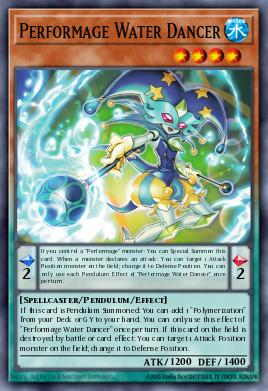 PERFORMAGE WATER DANCER
WATER
水
If you control a "Performage" monster: You can Special Summon this
card. When a monster declares an attack: You can target 1 Attack
Position monster on the field; change it to Defense Position. You can
only use each Pendulum Effect of "Performage Water Dancer" once
per turn.
2
2
[SPELLCASTER/PENDULUM/EFFECT]
If this card is Pendulum Summoned: You can add 1 "Polymerization"
from your Deck or GY to your hand. You can only use this effect of
"Performage Water Dancer" once per turn. If this card on the field is
destroyed by battle or card effect: You can target 1 Attack Position
monster on the field; change it to Defense Position.
ATK/1200 DEF/1400